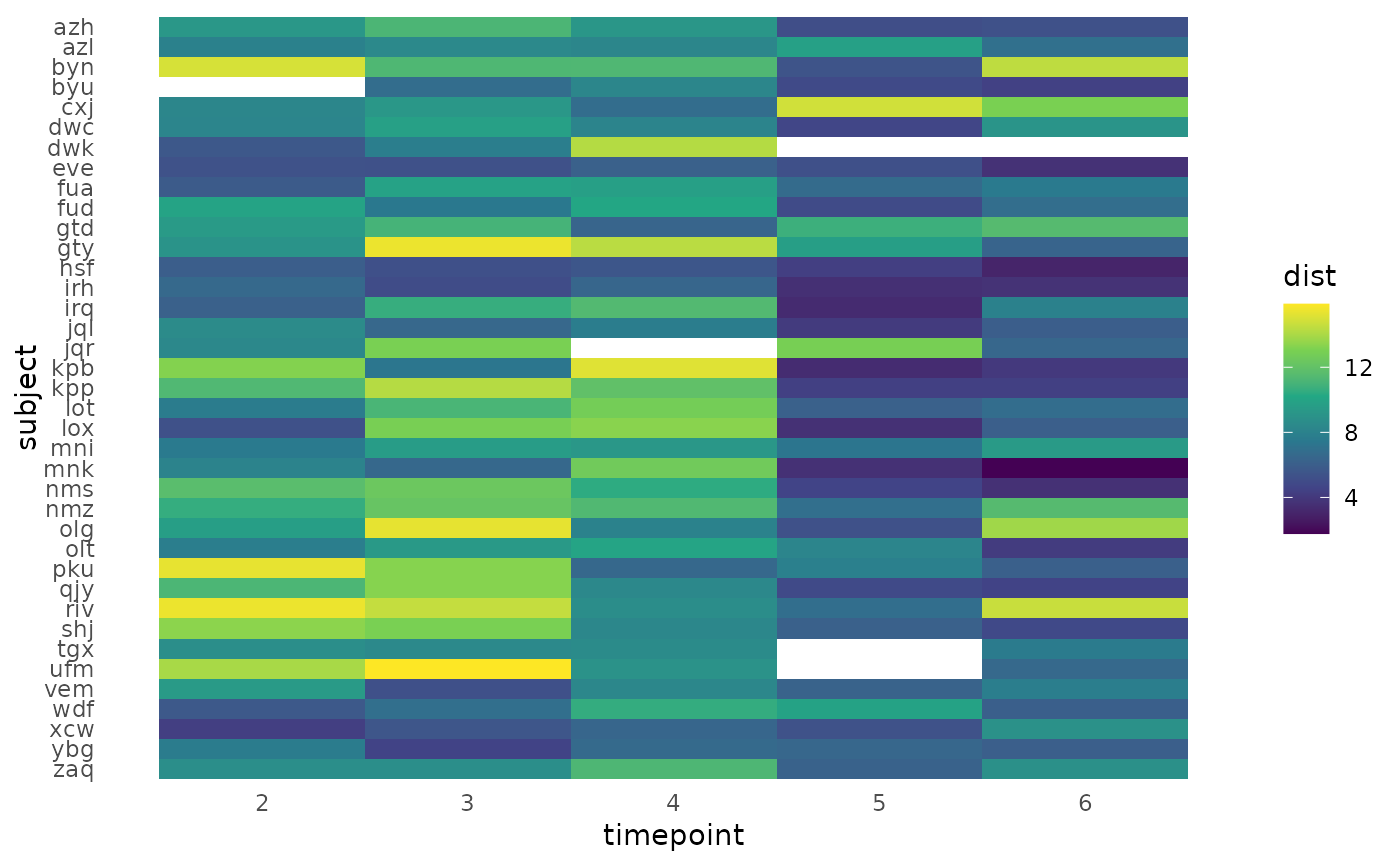 azh
azl
byn
byu
cxj
dwc
dwk
eve
fua
fud
gtd
gty
hsf
irh
irq
jql
jqr
kpb
kpp
lot
lox
mni
mnk
nms
nmz
olg
olt
pku
qjy
riv
shj
tgx
ufm
vem
wdf
xcw
ybg
zaq
subject
2 3 4 5 6
timepoint
dist
12
8
4